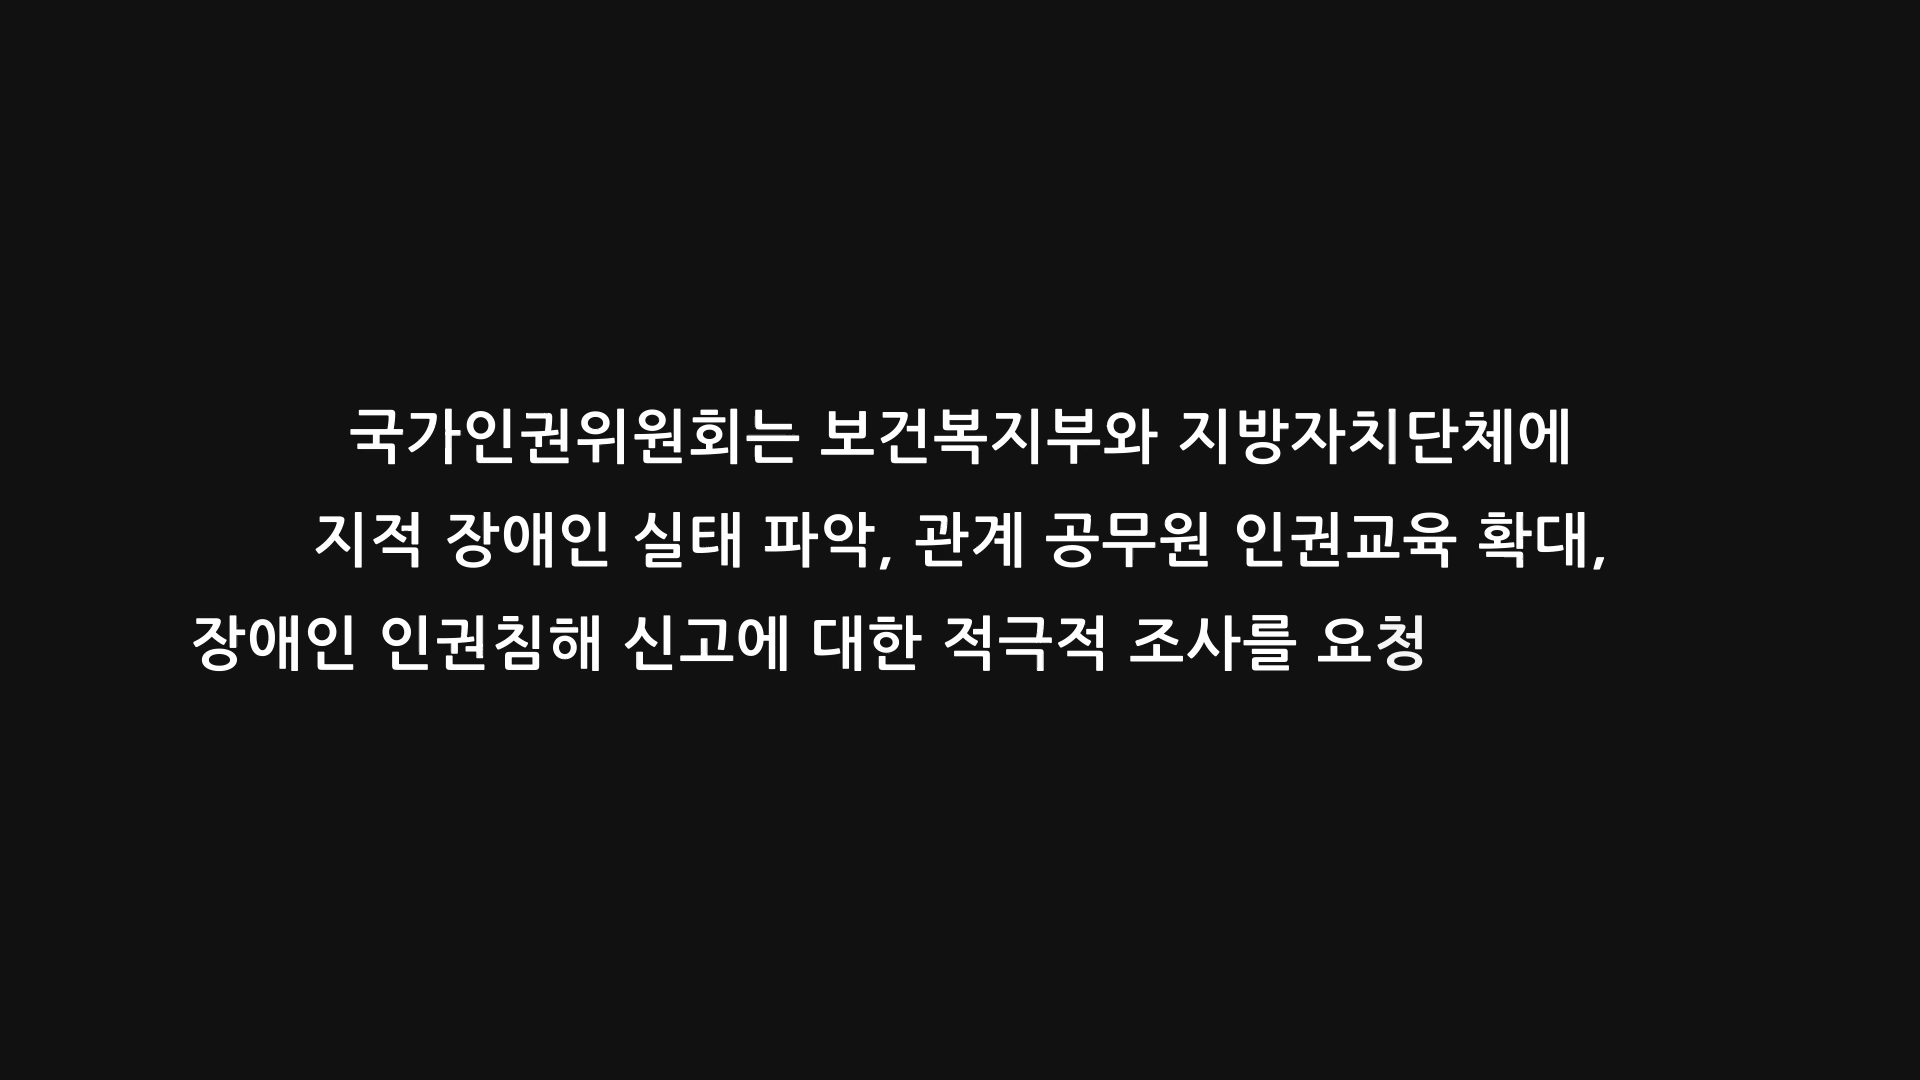 국가인권위원회는 보건복지부와 지방자치단체에
지적 장애인 실태 파악, 관계 공무원 인권교육 확대,
장애인 인권침해 신고에 대한 적극적 조사를 요청